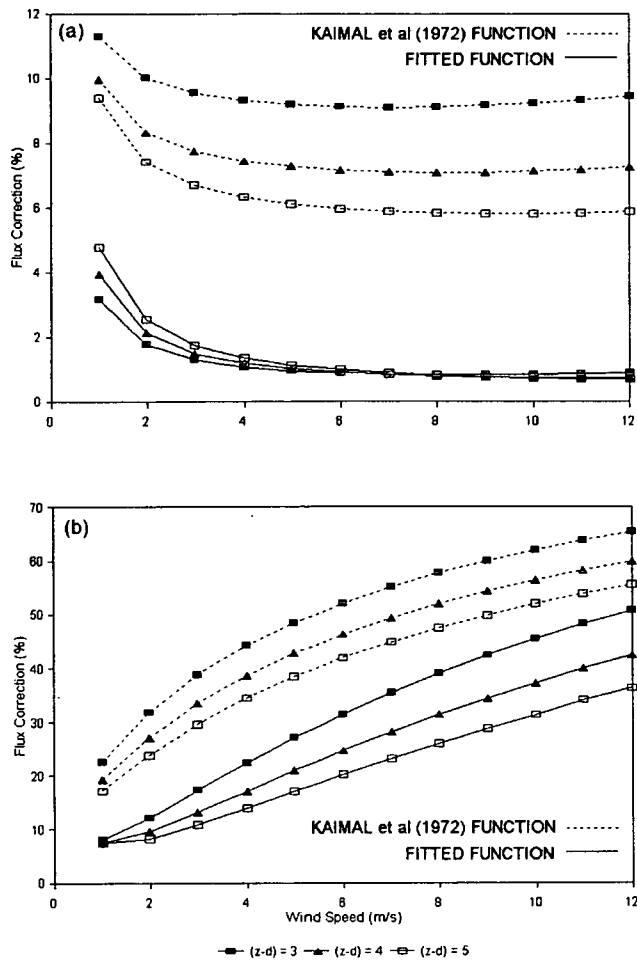 12
(a)
KAIMAL et al (1972) FUNCTION
FITTED FUNCTION
10
8
6
4
2
0
Flux Correction (%)
0 2 4 6 8 10 12
70
(b)
60
50
40
30
20
10
0
Flux Correction (%)
KAIMAL et al (1972) FUNCTION
FITTED FUNCTION
0 2 4 6 8 10 12
Wind Speed (m/s)
(z-d) = 3 (z-d) = 4 (z-d) = 5